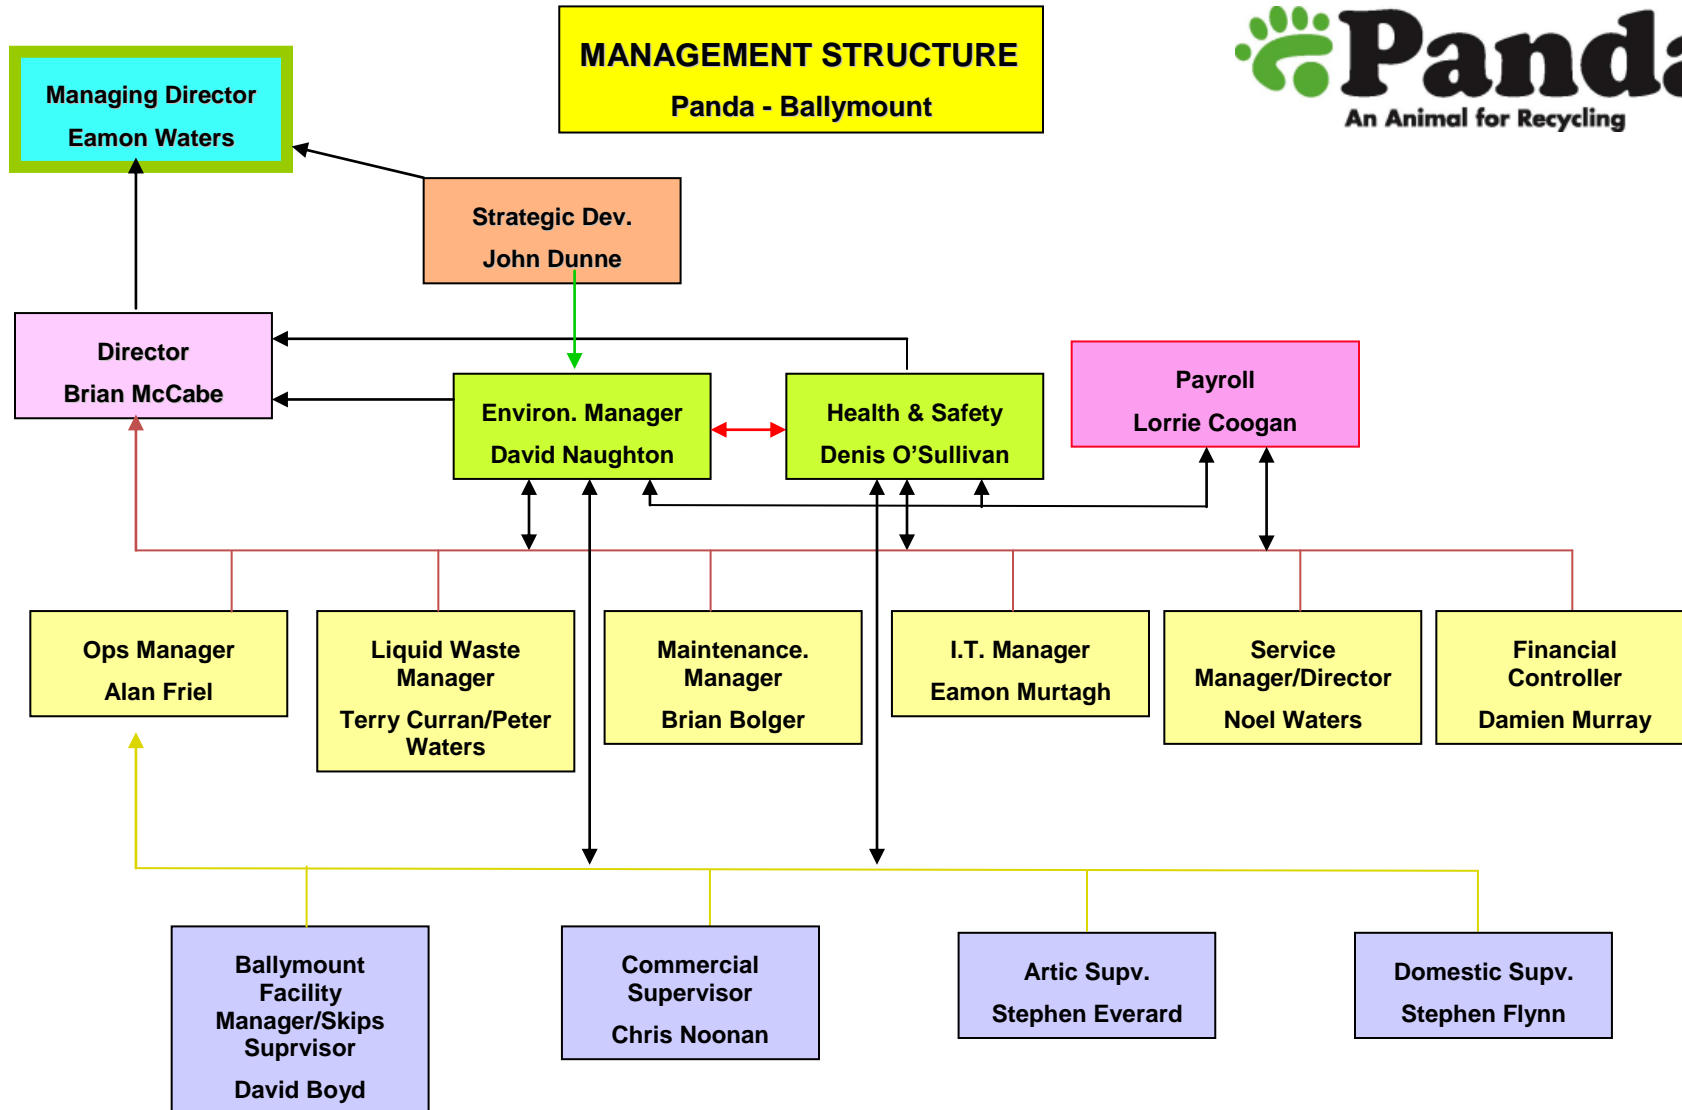 MANAGEMENT STRUCTURE
Panda - Ballymount
Panda
An Animal for Recycling
Managing Director
Eamon Waters
Strategic Dev.
John Dunne
Director
Brian McCabe
Environ. Manager
David Naughton
Health & Safety
Denis O’Sullivan
Payroll
Lorrie Coogan
Ops Manager
Alan Friel
Liquid Waste
Manager
Terry Curran/Peter
Waters
Maintenance.
Manager
Brian Bolger
I.T. Manager
Eamon Murtagh
Service
Manager/Director
Noel Waters
Financial
Controller
Damien Murray
Ballymount
Facility
Manager/Skips
Suprvisor
David Boyd
Commercial
Supervisor
Chris Noonan
Artic Supv.
Stephen Everard
Domestic Supv.
Stephen Flynn